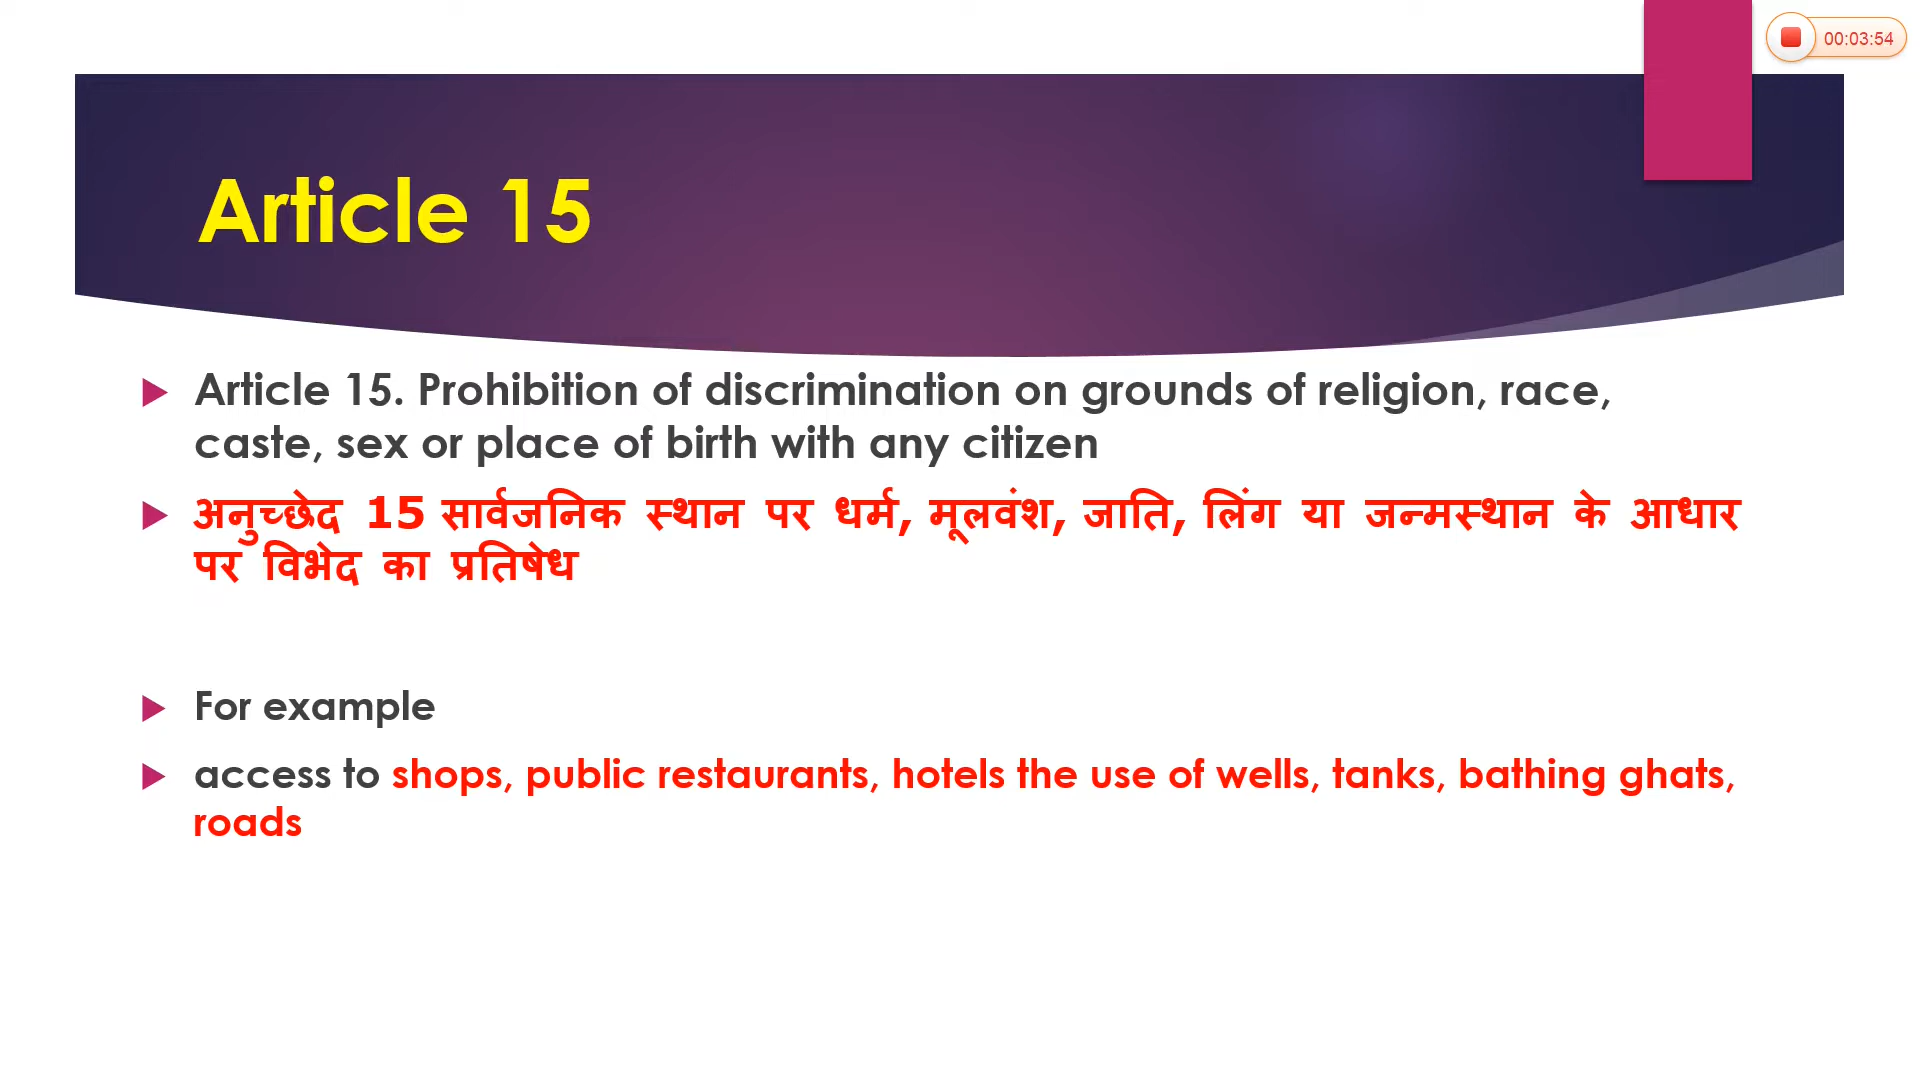 00:03:54
Article 15
Article 15. Prohibition of discrimination on grounds of religion, race,
caste, sex or place of birth with any citizen
अनुच्छेद 15 सार्वजनिक स्थान पर धर्म, मूलवंश, जाति, लिंग या जन्मस्थान के आधार
पर विभेद का प्रतिषेध
For example
access to shops, public restaurants, hotels the use of wells, tanks, bathing ghats,
roads